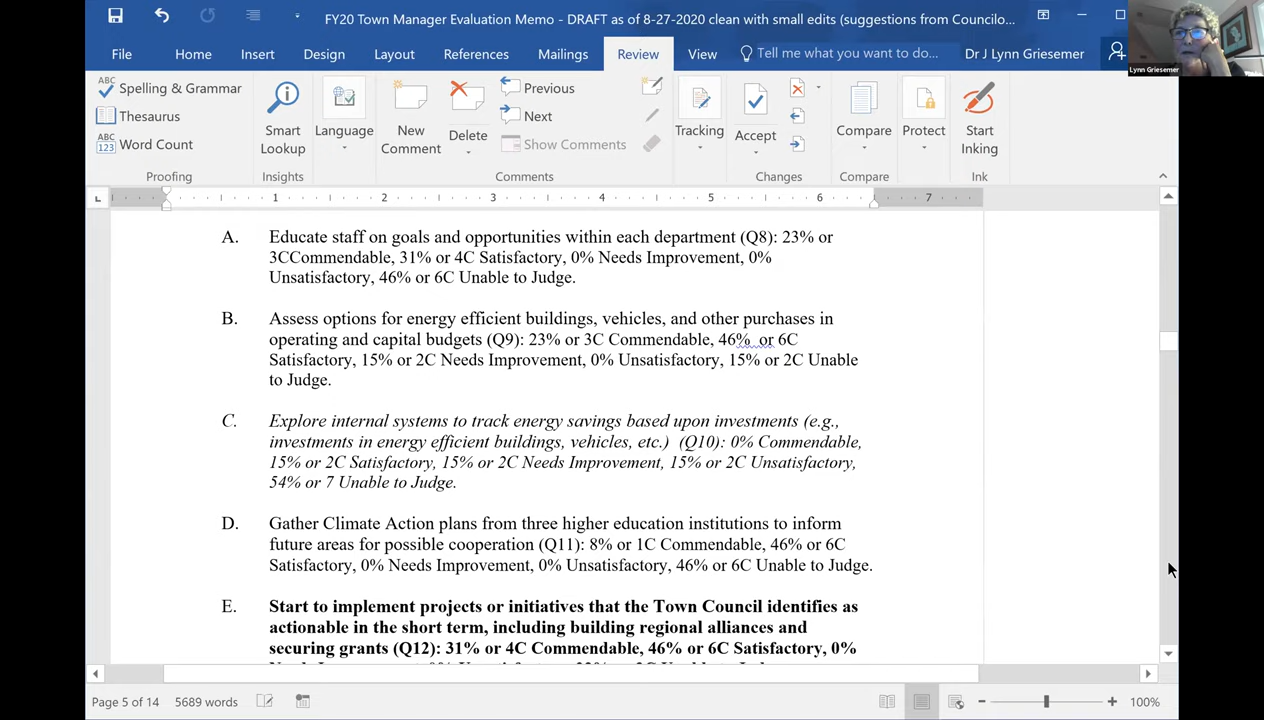 FY20 Town Manager Evaluation Memo - DRAFT as of 8-27-2020 clean with small edits (suggestions from Councilo...
Lynn Griesemer
File Home Insert Design Layout References Mailings Review View Tell me what you want to do... Dr J Lynn Griesemer
ABC Spelling & Grammar
Thesaurus
ABC 123 Word Count
Smart Lookup
Language
New Comment
Delete
Previous
Next
Show Comments
Tracking
Accept
Compare
Protect
Start Inking
Proofing Insights Comments Changes Compare Ink
L 1 2 3 4 5 6 7
A. Educate staff on goals and opportunities within each department (Q8): 23% or
3CCommendable, 31% or 4C Satisfactory, 0% Needs Improvement, 0%
Unsatisfactory, 46% or 6C Unable to Judge.
B. Assess options for energy efficient buildings, vehicles, and other purchases in
operating and capital budgets (Q9): 23% or 3C Commendable, 46%  or 6C
Satisfactory, 15% or 2C Needs Improvement, 0% Unsatisfactory, 15% or 2C Unable
to Judge.
C. Explore internal systems to track energy savings based upon investments (e.g.,
investments in energy efficient buildings, vehicles, etc.)  (Q10): 0% Commendable,
15% or 2C Satisfactory, 15% or 2C Needs Improvement, 15% or 2C Unsatisfactory,
54% or 7 Unable to Judge.
D. Gather Climate Action plans from three higher education institutions to inform
future areas for possible cooperation (Q11): 8% or 1C Commendable, 46% or 6C
Satisfactory, 0% Needs Improvement, 0% Unsatisfactory, 46% or 6C Unable to Judge.
E. Start to implement projects or initiatives that the Town Council identifies as
actionable in the short term, including building regional alliances and
securing grants (Q12): 31% or 4C Commendable, 46% or 6C Satisfactory, 0%
Page 5 of 14 5689 words 100%